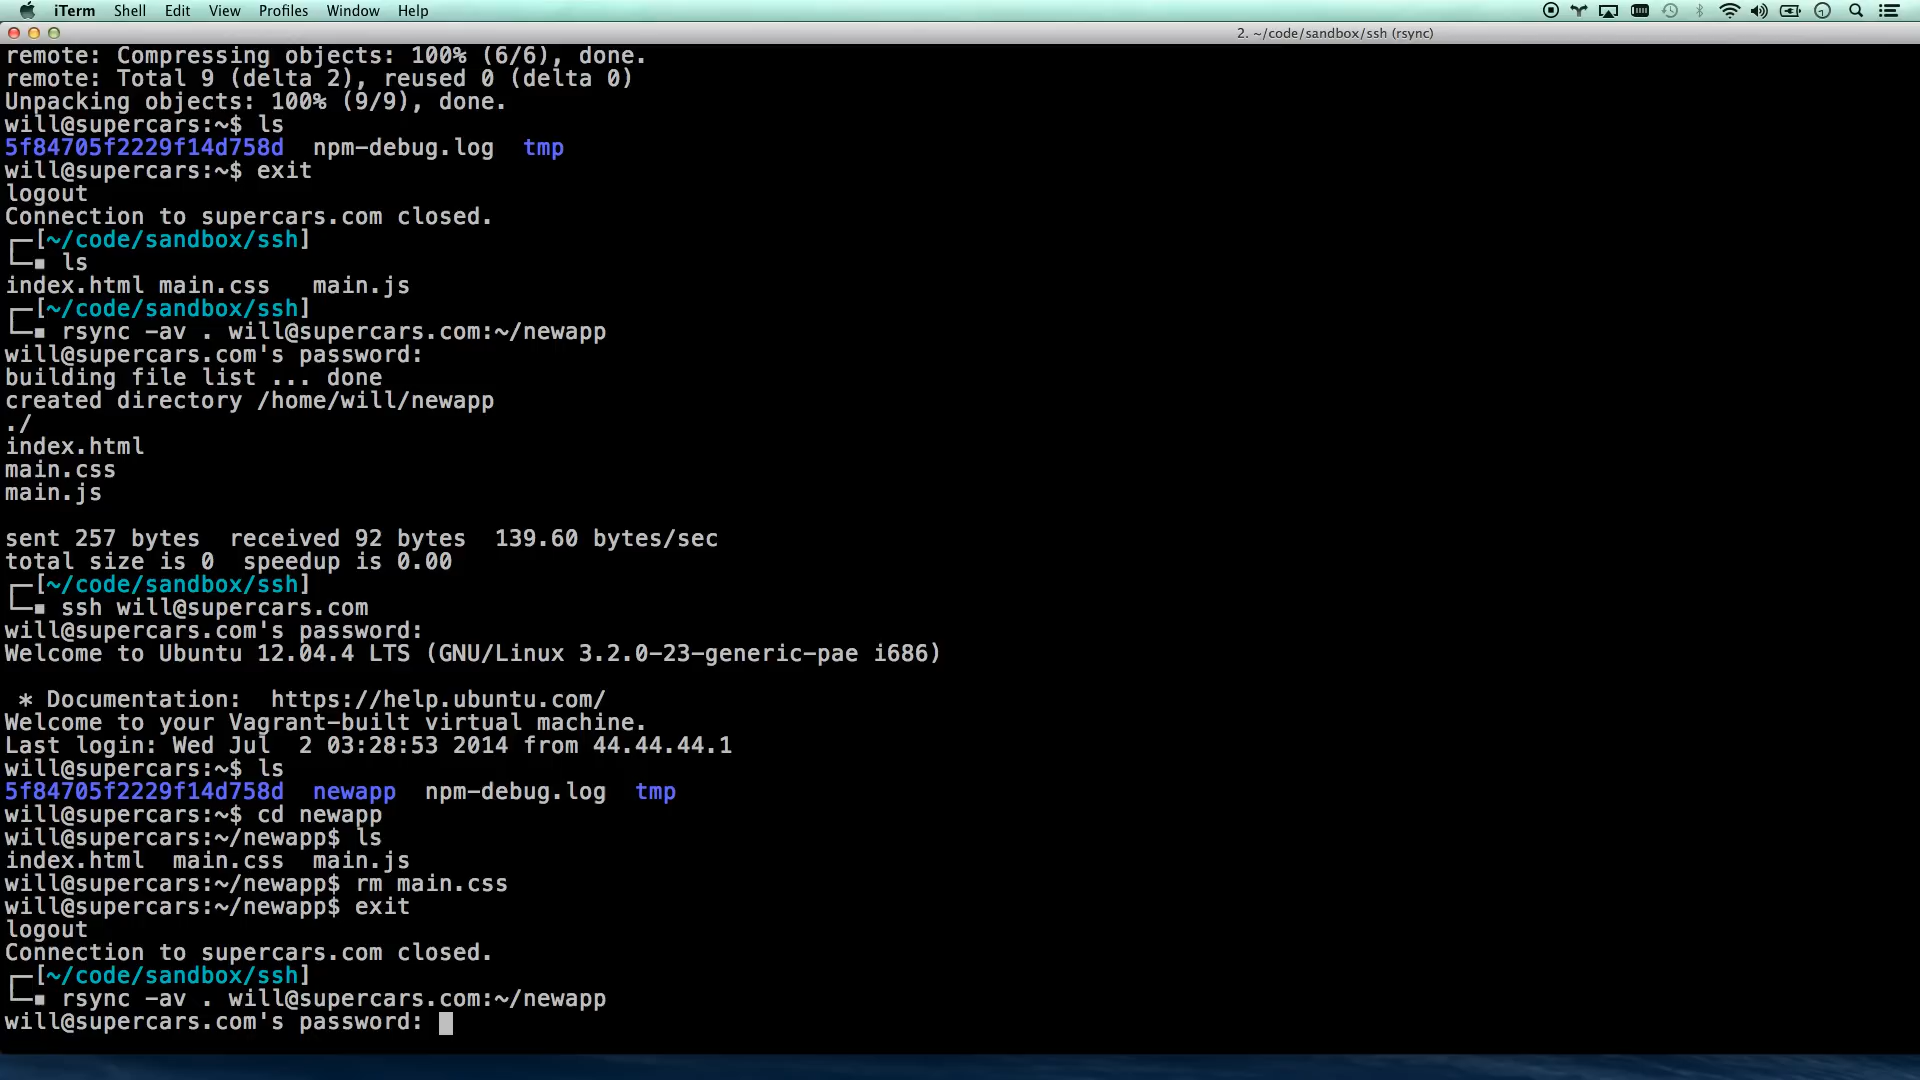 iTerm Shell Edit View Profiles Window Help
2. ~/code/sandbox/ssh (rsync)
remote: Compressing objects: 100% (6/6), done.
remote: Total 9 (delta 2), reused 0 (delta 0)
Unpacking objects: 100% (9/9), done.
will@supercars:~$ ls
5f84705f2229f14d758d  npm-debug.log  tmp
will@supercars:~$ exit
logout
Connection to supercars.com closed.
┌─[~/code/sandbox/ssh]
└─▪ ls
index.html main.css   main.js
┌─[~/code/sandbox/ssh]
└─▪ rsync -av . will@supercars.com:~/newapp
will@supercars.com's password:
building file list ... done
created directory /home/will/newapp
./
index.html
main.css
main.js
sent 257 bytes  received 92 bytes  139.60 bytes/sec
total size is 0  speedup is 0.00
┌─[~/code/sandbox/ssh]
└─▪ ssh will@supercars.com
will@supercars.com's password:
Welcome to Ubuntu 12.04.4 LTS (GNU/Linux 3.2.0-23-generic-pae i686)
* Documentation:  https://help.ubuntu.com/
Welcome to your Vagrant-built virtual machine.
Last login: Wed Jul  2 03:28:53 2014 from 44.44.44.1
will@supercars:~$ ls
5f84705f2229f14d758d  newapp  npm-debug.log  tmp
will@supercars:~$ cd newapp
will@supercars:~/newapp$ ls
index.html  main.css  main.js
will@supercars:~/newapp$ rm main.css
will@supercars:~/newapp$ exit
logout
Connection to supercars.com closed.
┌─[~/code/sandbox/ssh]
└─▪ rsync -av . will@supercars.com:~/newapp
will@supercars.com's password: